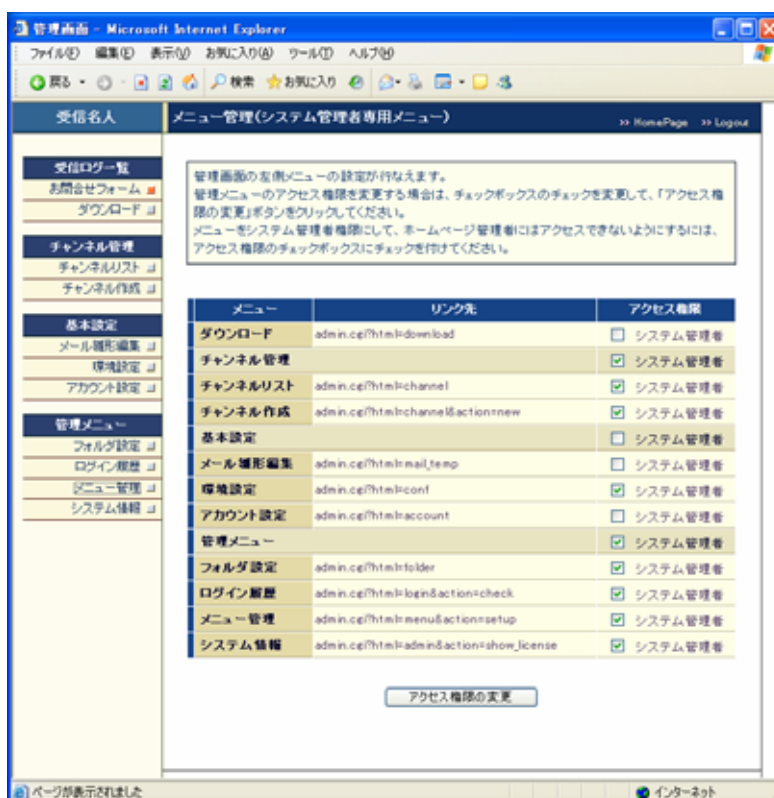 管理画面 - Microsoft Internet Explorer
ファイル(F) 編集(E) 表示(V) お気に入り(A) ツール(T) ヘルプ(H)
戻る 検索 お気に入り
受信名人 メニュー管理(システム管理者専用メニュー) >> HomePage >> Logout
受信ログ一覧
お問合せフォーム
ダウンロード
チャンネル管理
チャンネルリスト
チャンネル作成
基本設定
メール雛形編集
環境設定
アカウント設定
管理メニュー
フォルダ設定
ログイン履歴
メニュー管理
システム情報
管理画面の左側メニューの設定が行なえます。
管理メニューのアクセス権限を変更する場合は、チェックボックスのチェックを変更して、「アクセス権
限の変更」ボタンをクリックしてください。
メニューをシステム管理者権限にして、ホームページ管理者にはアクセスできないようにするには、
アクセス権限のチェックボックスにチェックを付けてください。
メニュー リンク先 アクセス権限
ダウンロード admin.cgi?html=download システム管理者
チャンネル管理 システム管理者
チャンネルリスト admin.cgi?html=channel システム管理者
チャンネル作成 admin.cgi?html=channel&action=new システム管理者
基本設定 システム管理者
メール雛形編集 admin.cgi?html=mail_temp システム管理者
環境設定 admin.cgi?html=conf システム管理者
アカウント設定 admin.cgi?html=account システム管理者
管理メニュー システム管理者
フォルダ設定 admin.cgi?html=folder システム管理者
ログイン履歴 admin.cgi?html=login&action=check システム管理者
メニュー管理 admin.cgi?html=menu&action=setup システム管理者
システム情報 admin.cgi?html=admin&action=show_license システム管理者
アクセス権限の変更
ページが表示されました インターネット